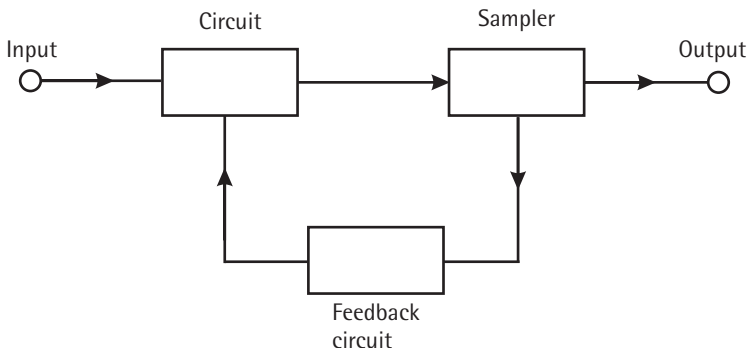 Circuit
Sampler
Input
Output
Feedback
circuit